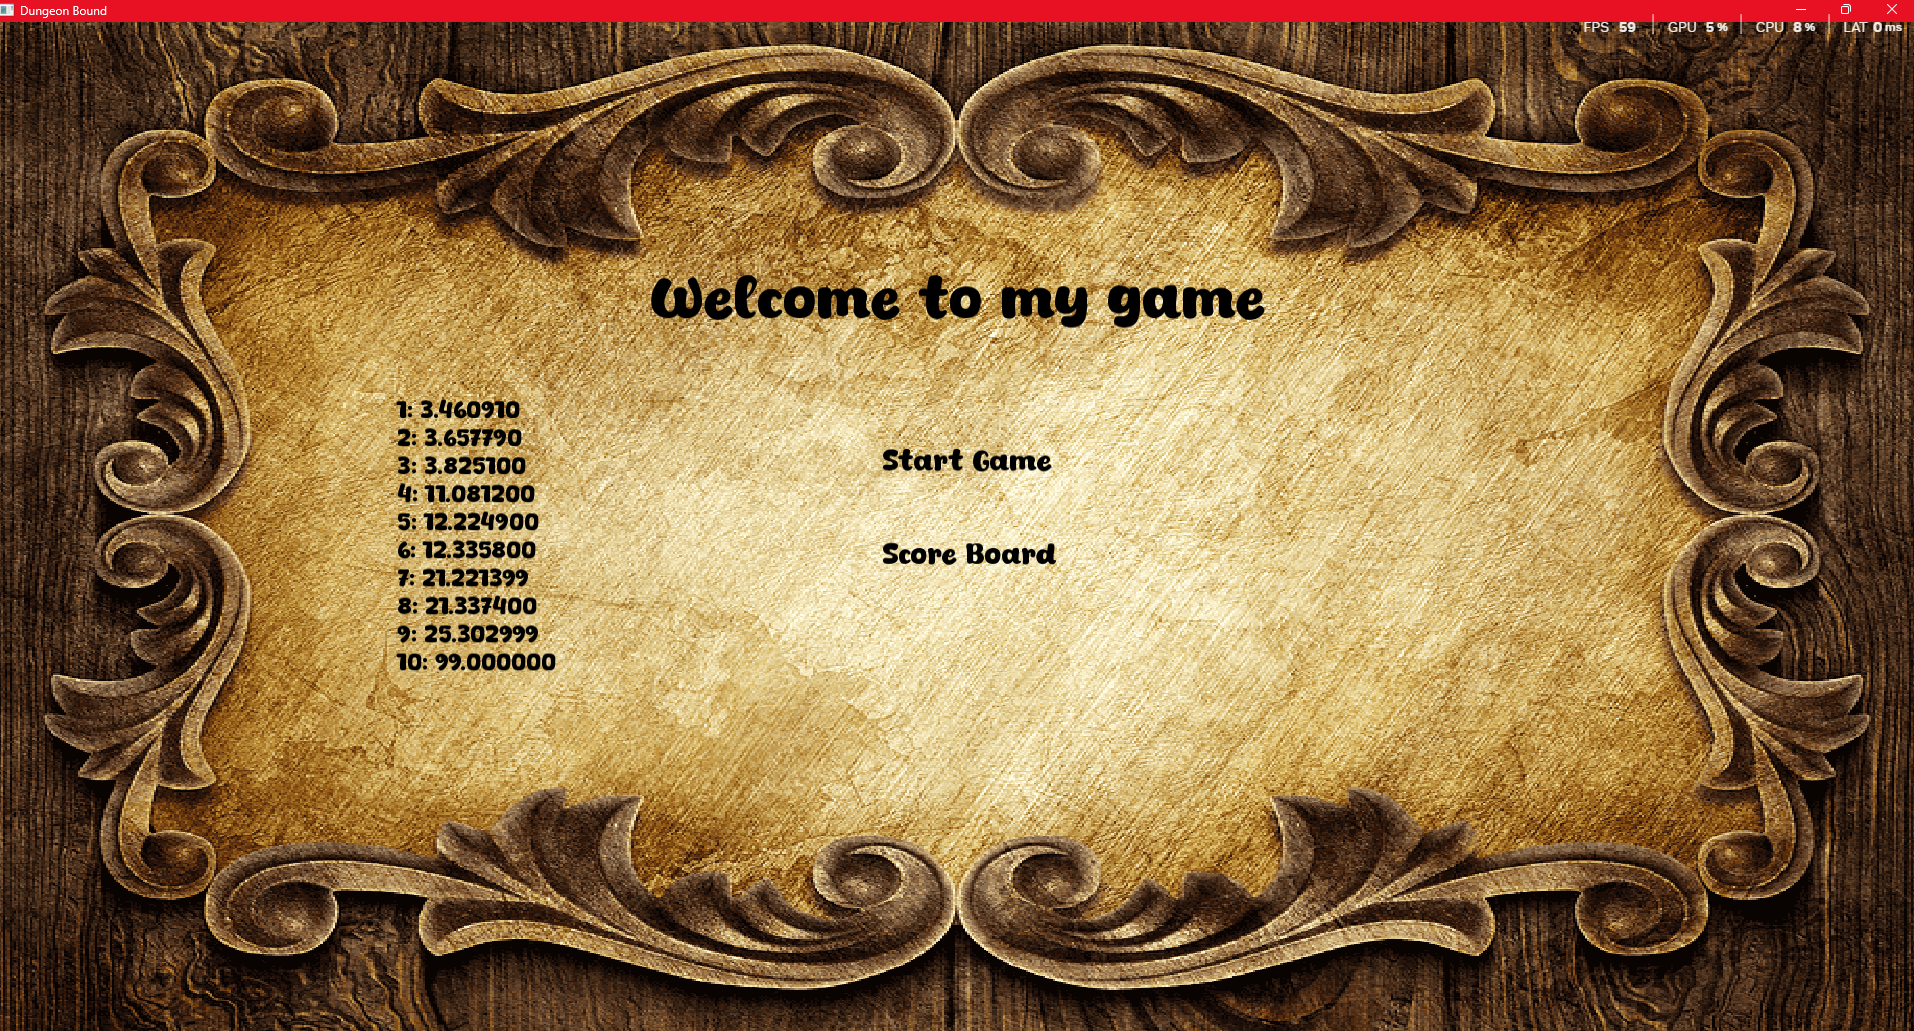 Dungeon Bound
FPS 59 GPU 5 % CPU 8 % LAT 0 ms
Welcome to my game
1: 3.460910
2: 3.657790
3: 3.825100
4: 11.081200
5: 12.224900
6: 12.335800
7: 21.221399
8: 21.337400
9: 25.302999
10: 99.000000
Start Game
Score Board